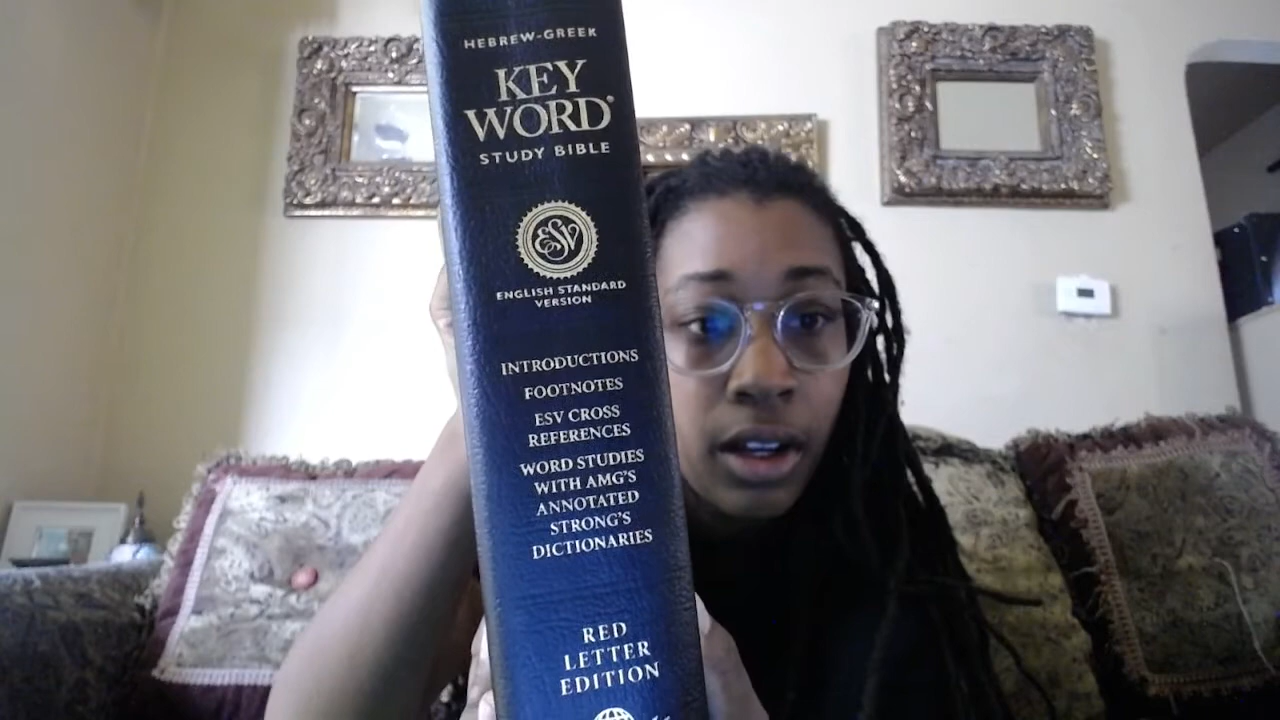 HEBREW-GREEK
KEY
WORD®
STUDY BIBLE
ESV
ENGLISH STANDARD
VERSION
INTRODUCTIONS
FOOTNOTES
ESV CROSS
REFERENCES
WORD STUDIES
WITH AMG'S
ANNOTATED
STRONG'S
DICTIONARIES
RED
LETTER
EDITION